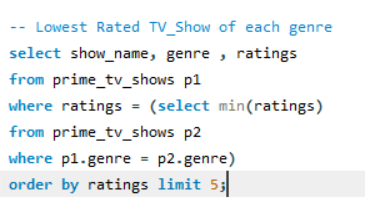 -- Lowest Rated TV_Show of each genre
select show_name, genre , ratings
from prime_tv_shows p1
where ratings = (select min(ratings)
from prime_tv_shows p2
where p1.genre = p2.genre)
order by ratings limit 5;